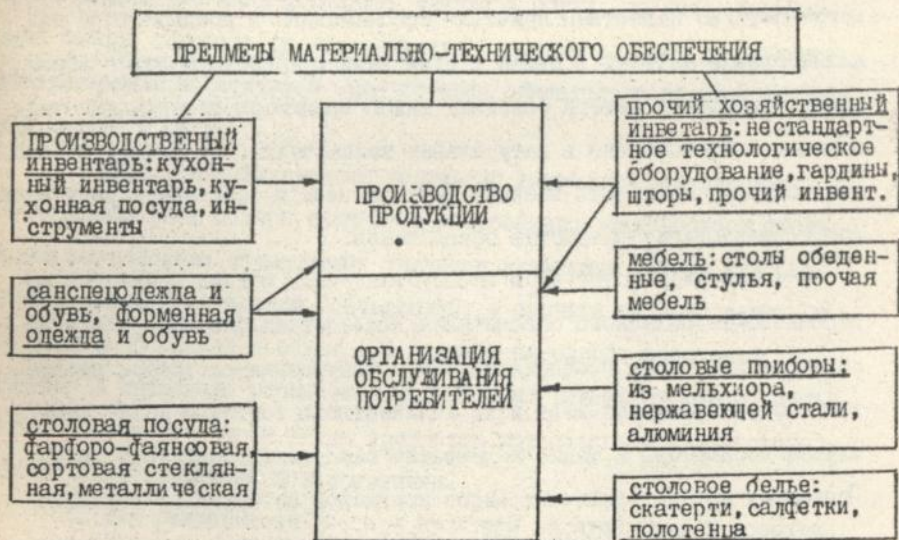 ПРЕДМЕТЫ МАТЕРИАЛЬНО-ТЕХНИЧЕСКОГО ОБЕСПЕЧЕНИЯ
ПРОИЗВОДСТВЕННЫЙ
инвентарь: кухон-
ный инвентарь, ку-
хонная посуда, ин-
струменты
санспецодежда и
обувь, форменная
одежда и обувь
столовая посуда:
фарфоро-фаянсовая,
сортовая стеклян-
ная, металлическая
ПРОИЗВОДСТВО
ПРОДУКЦИИ
ОРГАНИЗАЦИЯ
ОБСЛУЖИВАНИЯ
ПОТРЕБИТЕЛЕЙ
прочий хозяйственный
инветарь: нестандарт-
ное технологическое
оборудование, гардины,
шторы, прочий инвент.
мебель: столы обеден-
ные, стулья, прочая
мебель
столовые приборы:
из мельхиора,
нержавеющей стали,
алюминия
столовое белье:
скатерти, салфетки,
полотенца